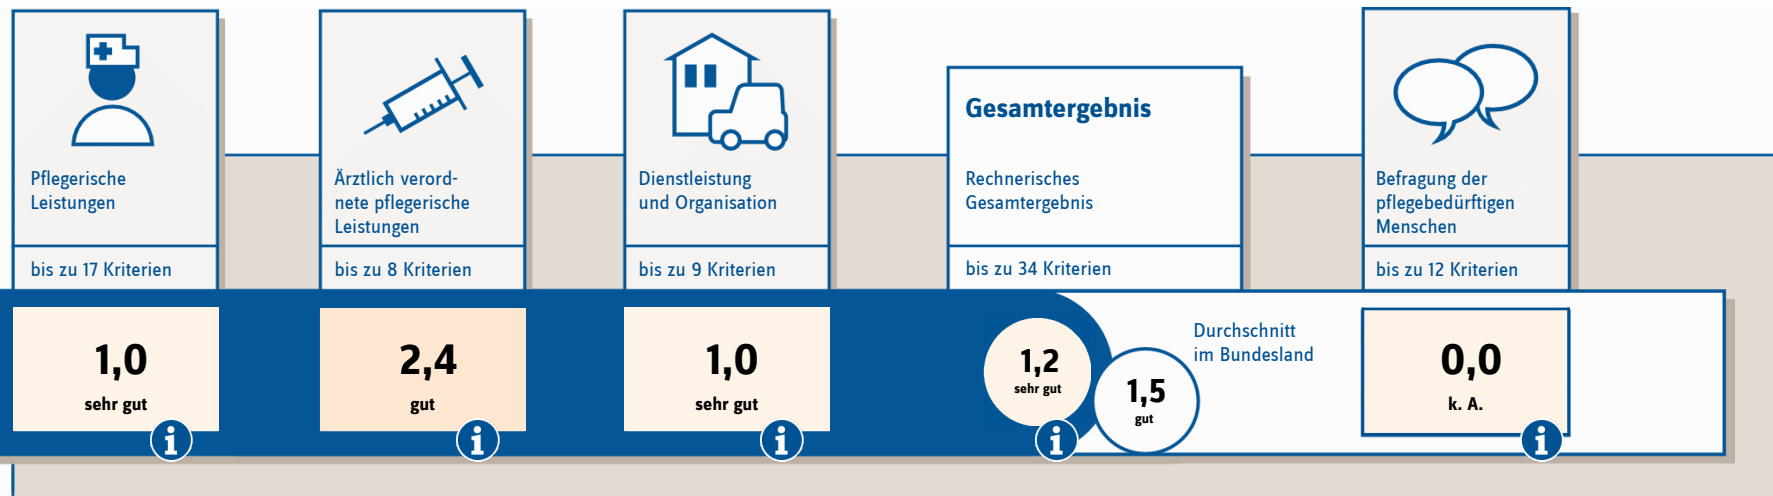 Pflegerische
Leistungen
bis zu 17 Kriterien
1,0
sehr gut
Ärztlich verord-
nete pflegerische
Leistungen
bis zu 8 Kriterien
2,4
gut
Dienstleistung
und Organisation
bis zu 9 Kriterien
1,0
sehr gut
Gesamtergebnis
Rechnerisches
Gesamtergebnis
bis zu 34 Kriterien
1,2
sehr gut
1,5
gut
Durchschnitt
im Bundesland
Befragung der
pflegebedürftigen
Menschen
bis zu 12 Kriterien
0,0
k. A.